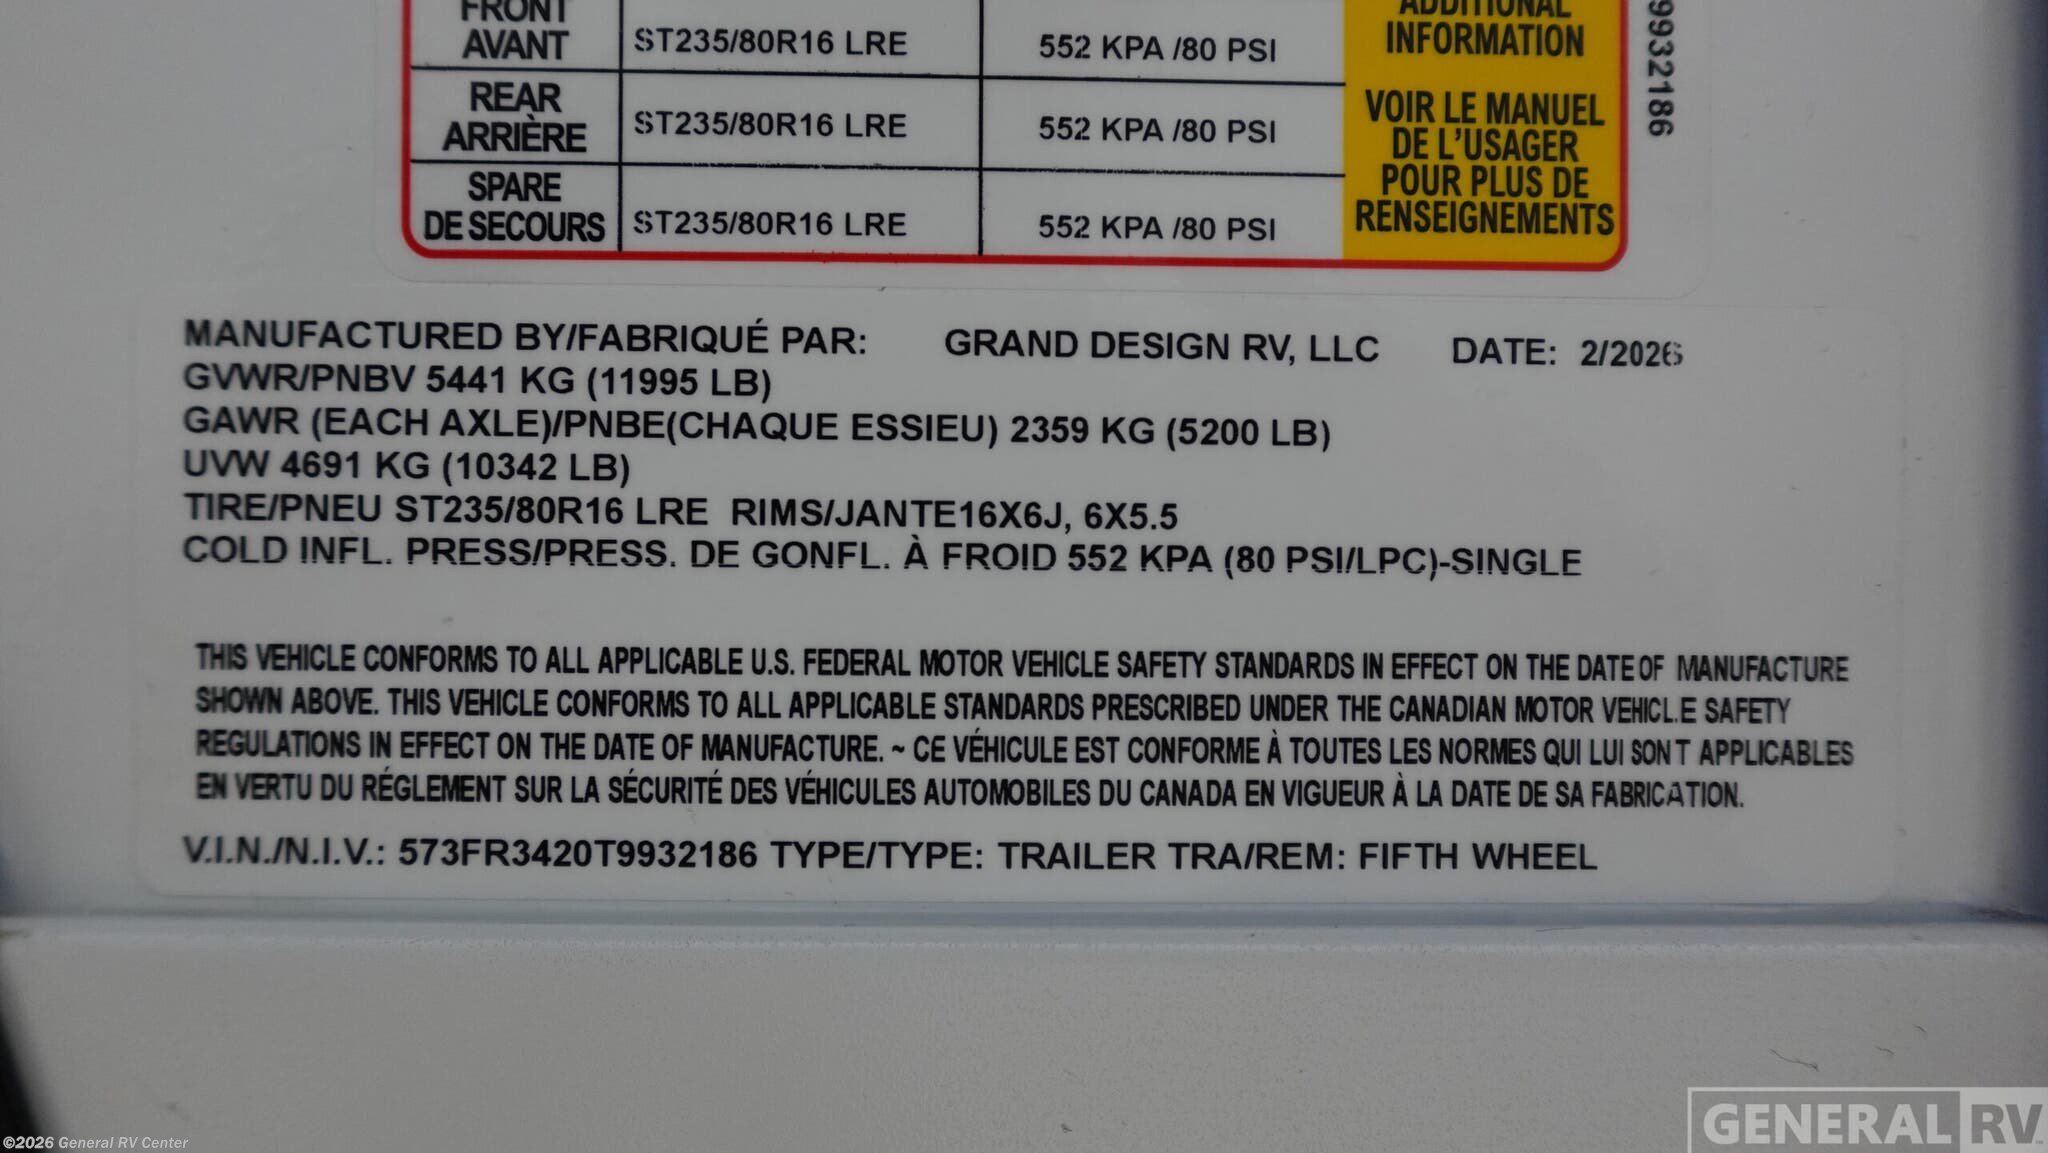 FRONT
AVANT
ST235/80R16 LRE
552 KPA /80 PSI
REAR
ARRIÈRE
ST235/80R16 LRE
552 KPA /80 PSI
SPARE
DE SECOURS
ST235/80R16 LRE
552 KPA /80 PSI
ADDITIONAL
INFORMATION
VOIR LE MANUEL
DE L'USAGER
POUR PLUS DE
RENSEIGNEMENTS
9932186
MANUFACTURED BY/FABRIQUÉ PAR: GRAND DESIGN RV, LLC DATE: 2/2026
GVWR/PNBV 5441 KG (11995 LB)
GAWR (EACH AXLE)/PNBE(CHAQUE ESSIEU) 2359 KG (5200 LB)
UVW 4691 KG (10342 LB)
TIRE/PNEU ST235/80R16 LRE RIMS/JANTE16X6J, 6X5.5
COLD INFL. PRESS/PRESS. DE GONFL. À FROID 552 KPA (80 PSI/LPC)-SINGLE
THIS VEHICLE CONFORMS TO ALL APPLICABLE U.S. FEDERAL MOTOR VEHICLE SAFETY STANDARDS IN EFFECT ON THE DATE OF MANUFACTURE
SHOWN ABOVE. THIS VEHICLE CONFORMS TO ALL APPLICABLE STANDARDS PRESCRIBED UNDER THE CANADIAN MOTOR VEHICLE SAFETY
REGULATIONS IN EFFECT ON THE DATE OF MANUFACTURE. ~ CE VÉHICULE EST CONFORME À TOUTES LES NORMES QUI LUI SONT APPLICABLES
EN VERTU DU RÉGLEMENT SUR LA SÉCURITÉ DES VÉHICULES AUTOMOBILES DU CANADA EN VIGUEUR À LA DATE DE SA FABRICATION.
V.I.N./N.I.V.: 573FR3420T9932186 TYPE/TYPE: TRAILER TRA/REM: FIFTH WHEEL
GENERAL RV
©2026 General RV Center